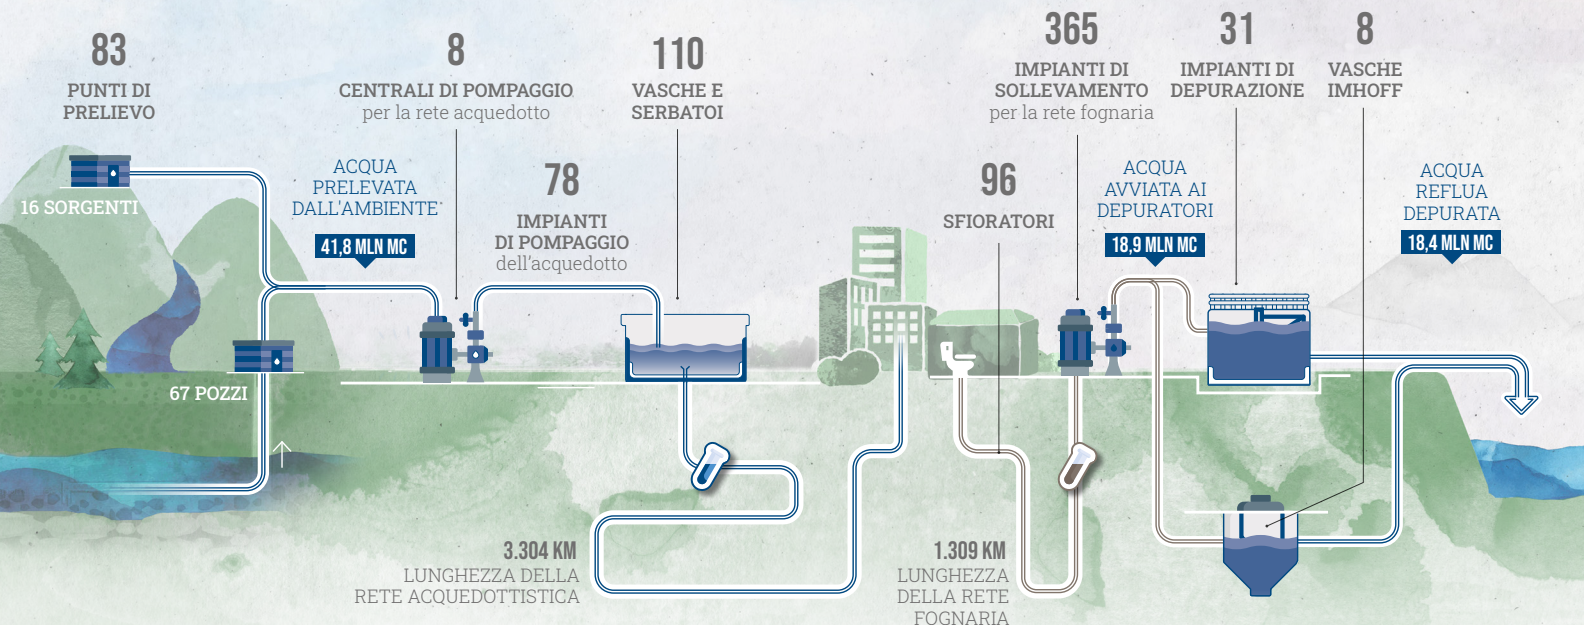 83
PUNTI DI
PRELIEVO
16 SORGENTI
67 POZZI
ACQUA
PRELEVATA
DALL'AMBIENTE*
41,8 MLN MC
8
CENTRALI DI POMPAGGIO
per la rete acquedotto
78
IMPIANTI
DI POMPAGGIO
dell'acquedotto
110
VASCHE E
SERBATOI
3.304 KM
LUNGHEZZA DELLA
RETE ACQUEDOTTISTICA
96
SFIORATORI
1.309 KM
LUNGHEZZA
DELLA RETE
FOGNARIA
365
IMPIANTI DI
SOLLEVAMENTO
per la rete fognaria
ACQUA
AVVIATA AI
DEPURATORI
18,9 MLN MC
31
IMPIANTI DI
DEPURAZIONE
8
VASCHE
IMHOFF
ACQUA
REFLUA
DEPURATA
18,4 MLN MC